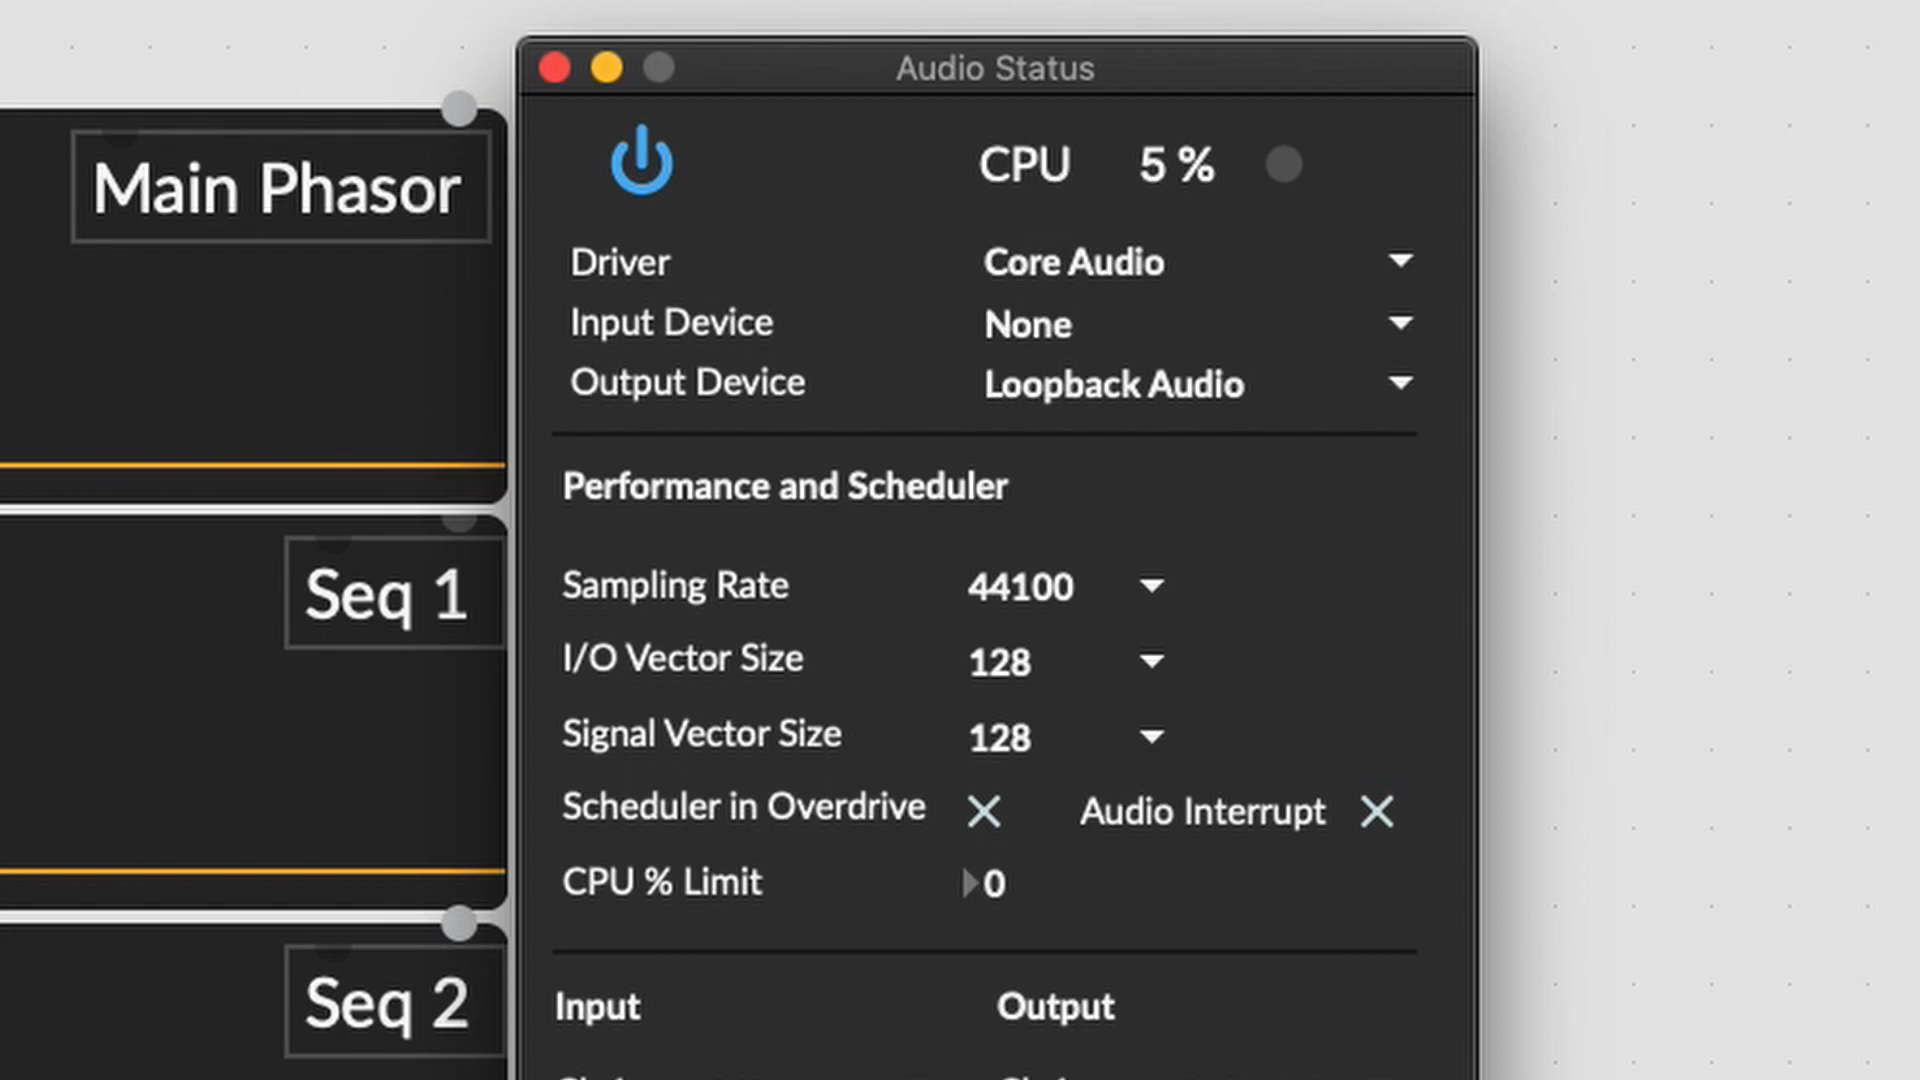 Audio Status
Main Phasor
CPU 5 %
Driver Core Audio
Input Device None
Output Device Loopback Audio
Performance and Scheduler
Seq 1
Sampling Rate 44100
I/O Vector Size 128
Signal Vector Size 128
Scheduler in Overdrive Audio Interrupt
CPU % Limit 0
Seq 2
Input Output